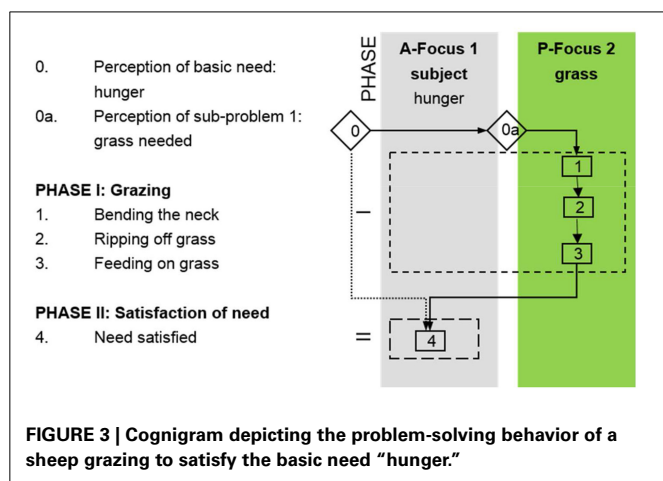 0. Perception of basic need:
hunger
0a. Perception of sub-problem 1:
grass needed
PHASE I: Grazing
1. Bending the neck
2. Ripping off grass
3. Feeding on grass
PHASE II: Satisfaction of need
4. Need satisfied
PHASE
A-Focus 1
subject
hunger
P-Focus 2
grass
0
0a
1
I
2
3
II
4
FIGURE 3 | Cognigram depicting the problem-solving behavior of a
sheep grazing to satisfy the basic need “hunger.”